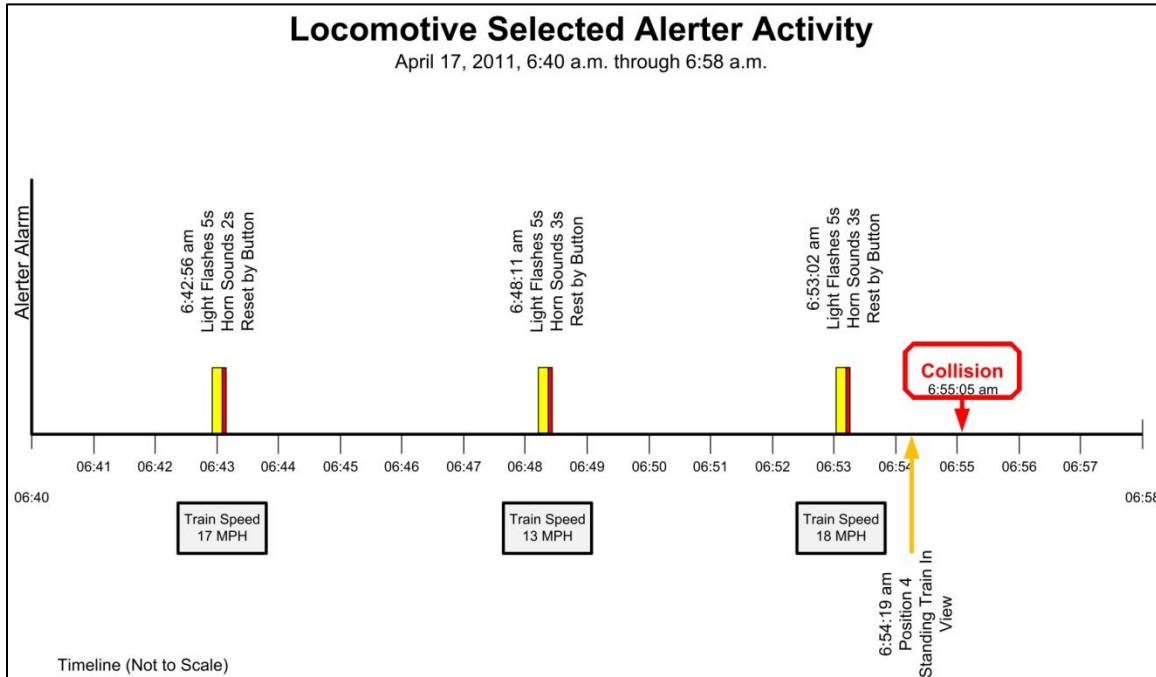 Locomotive Selected Alerter Activity
April 17, 2011, 6:40 a.m. through 6:58 a.m.
Alerter Alarm
6:42:56 am
Light Flashes 5s
Horn Sounds 2s
Reset by Button
6:48:11 am
Light Flashes 5s
Horn Sounds 3s
Rest by Button
6:53:02 am
Light Flashes 5s
Horn Sounds 3s
Rest by Button
Collision
6:55:05 am
06:41
06:42
06:43
06:44
06:45
06:46
06:47
06:48
06:49
06:50
06:51
06:52
06:53
06:54
06:55
06:56
06:57
06:40
06:58
Train Speed
17 MPH
Train Speed
13 MPH
Train Speed
18 MPH
6:54:19 am
Position 4
Standing Train In
View
Timeline (Not to Scale)